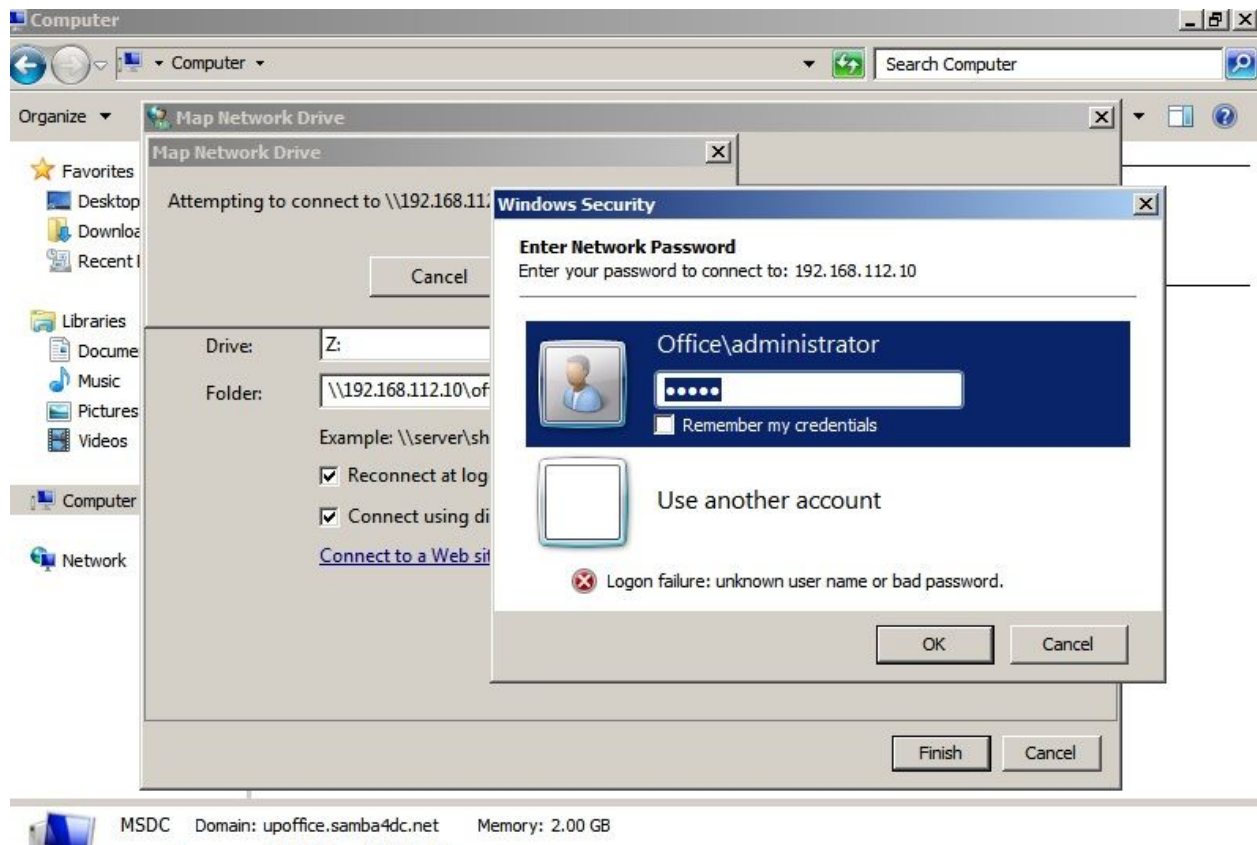 Computer
Computer
Search Computer
Organize
Map Network Drive
Map Network Drive
Favorites
Desktop
Recent
Libraries
Music
Pictures
Videos
Computer
Network
Attempting to connect to \\192.168.11
Cancel
Drive: Z:
Folder: \\192.168.112.10\of
Example: \\server\sh
Reconnect at log
Connect using di
Connect to a Web sit
Windows Security
Enter Network Password
Enter your password to connect to: 192.168.112.10
Office\administrator
•••••
Remember my credentials
Use another account
Logon failure: unknown user name or bad password.
OK Cancel
Finish Cancel
MSDC Domain: upoffice.samba4dc.net Memory: 2.00 GB